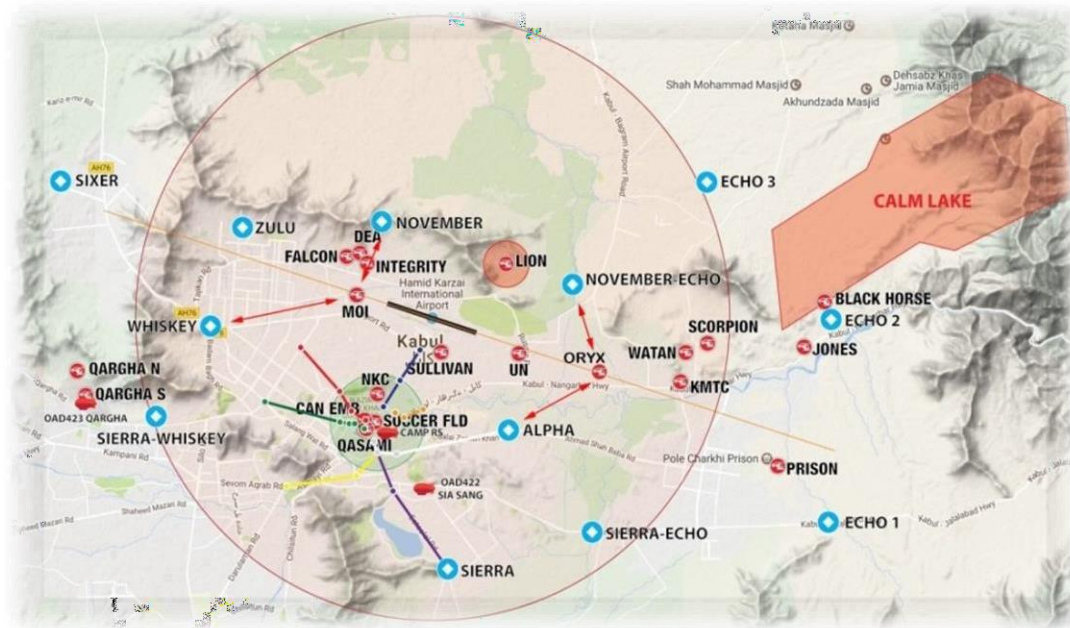 Shah Mohammad Masjid
Dehsabz Khas
Jamia Masjid
Akhundzada Masjid
Kabul - Bagram Airport Road
AH76
SIXER
ECHO 3
CALM LAKE
ZULU
NOVEMBER
DEA
FALCON
INTEGRITY
LION
Hamid Karzai
International
Airport
NOVEMBER-ECHO
MOI
BLACK HORSE
AH76
WHISKEY
ECHO 2
SCORPION
Kabul
SULLIVAN
UN
ORYX
WATAN
JONES
QARGHA N
KMTC
Kabul - Nangarhar Hwy
NKC
QARGHA S
OAD423 QARGHA
CAN EMB
SOCCER FLD
CAMP RS
SIERRA-WHISKEY
QASAMI
ALPHA
Ahmad Shah Baba Rd
Kampani Rd
Pole Charkhi Prison
PRISON
Sevom Aqrab Rd
OAD422
SIA SANG
Shaheed Mazan Rd
ECHO 1
Kabul - Jalalabad Hwy
SIERRA-ECHO
Darulaman Rd
SIERRA